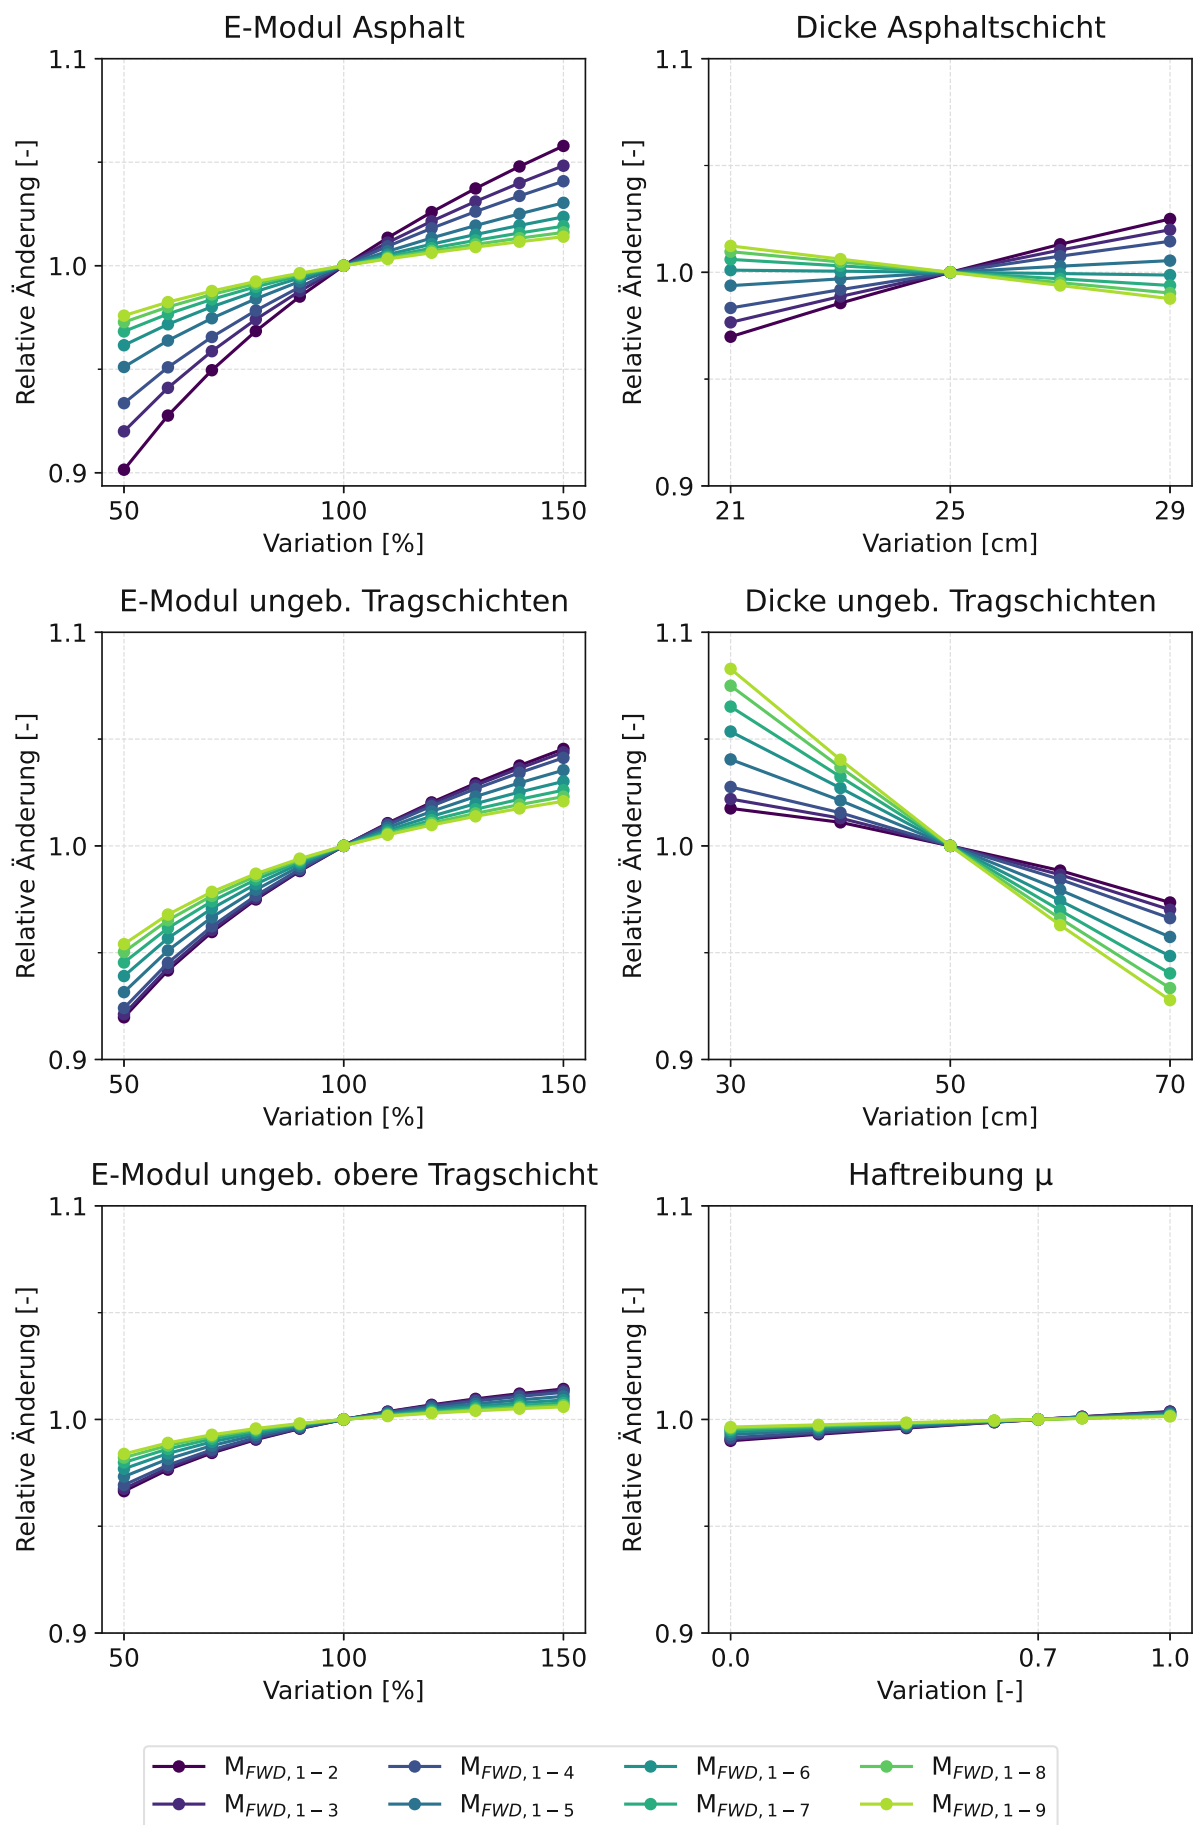 E-Modul Asphalt
1.1
1.0
0.9
Relative Änderung [-]
50 100 150
Variation [%]
Dicke Asphaltschicht
1.1
1.0
0.9
Relative Änderung [-]
21 25 29
Variation [cm]
E-Modul ungeb. Tragschichten
1.1
1.0
0.9
Relative Änderung [-]
50 100 150
Variation [%]
Dicke ungeb. Tragschichten
1.1
1.0
0.9
Relative Änderung [-]
30 50 70
Variation [cm]
E-Modul ungeb. obere Tragschicht
1.1
1.0
0.9
Relative Änderung [-]
50 100 150
Variation [%]
Haftreibung μ
1.1
1.0
0.9
Relative Änderung [-]
0.0 0.7 1.0
Variation [-]
M_FWD, 1−2 M_FWD, 1−4 M_FWD, 1−6 M_FWD, 1−8
M_FWD, 1−3 M_FWD, 1−5 M_FWD, 1−7 M_FWD, 1−9